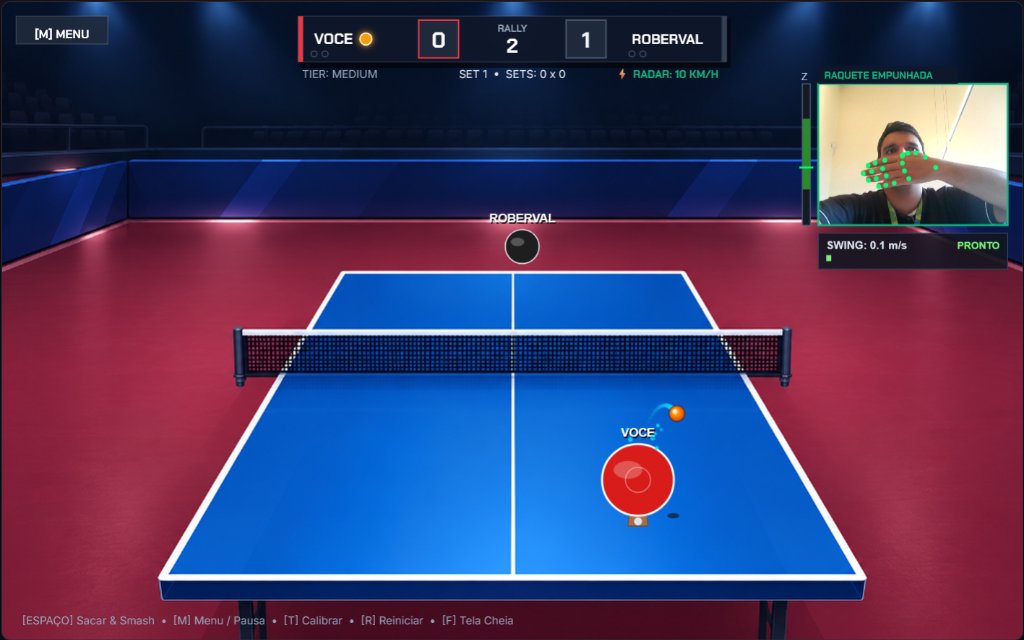 [M] MENU
VOCE 0 RALLY 2 1 ROBERVAL
TIER: MEDIUM SET 1 • SETS: 0 x 0 RADAR: 10 KM/H
Z RAQUETE EMPUNHADA
SWING: 0.1 m/s PRONTO
ROBERVAL
VOCE
[ESPAÇO] Sacar & Smash • [M] Menu / Pausa • [T] Calibrar • [R] Reiniciar • [F] Tela Cheia